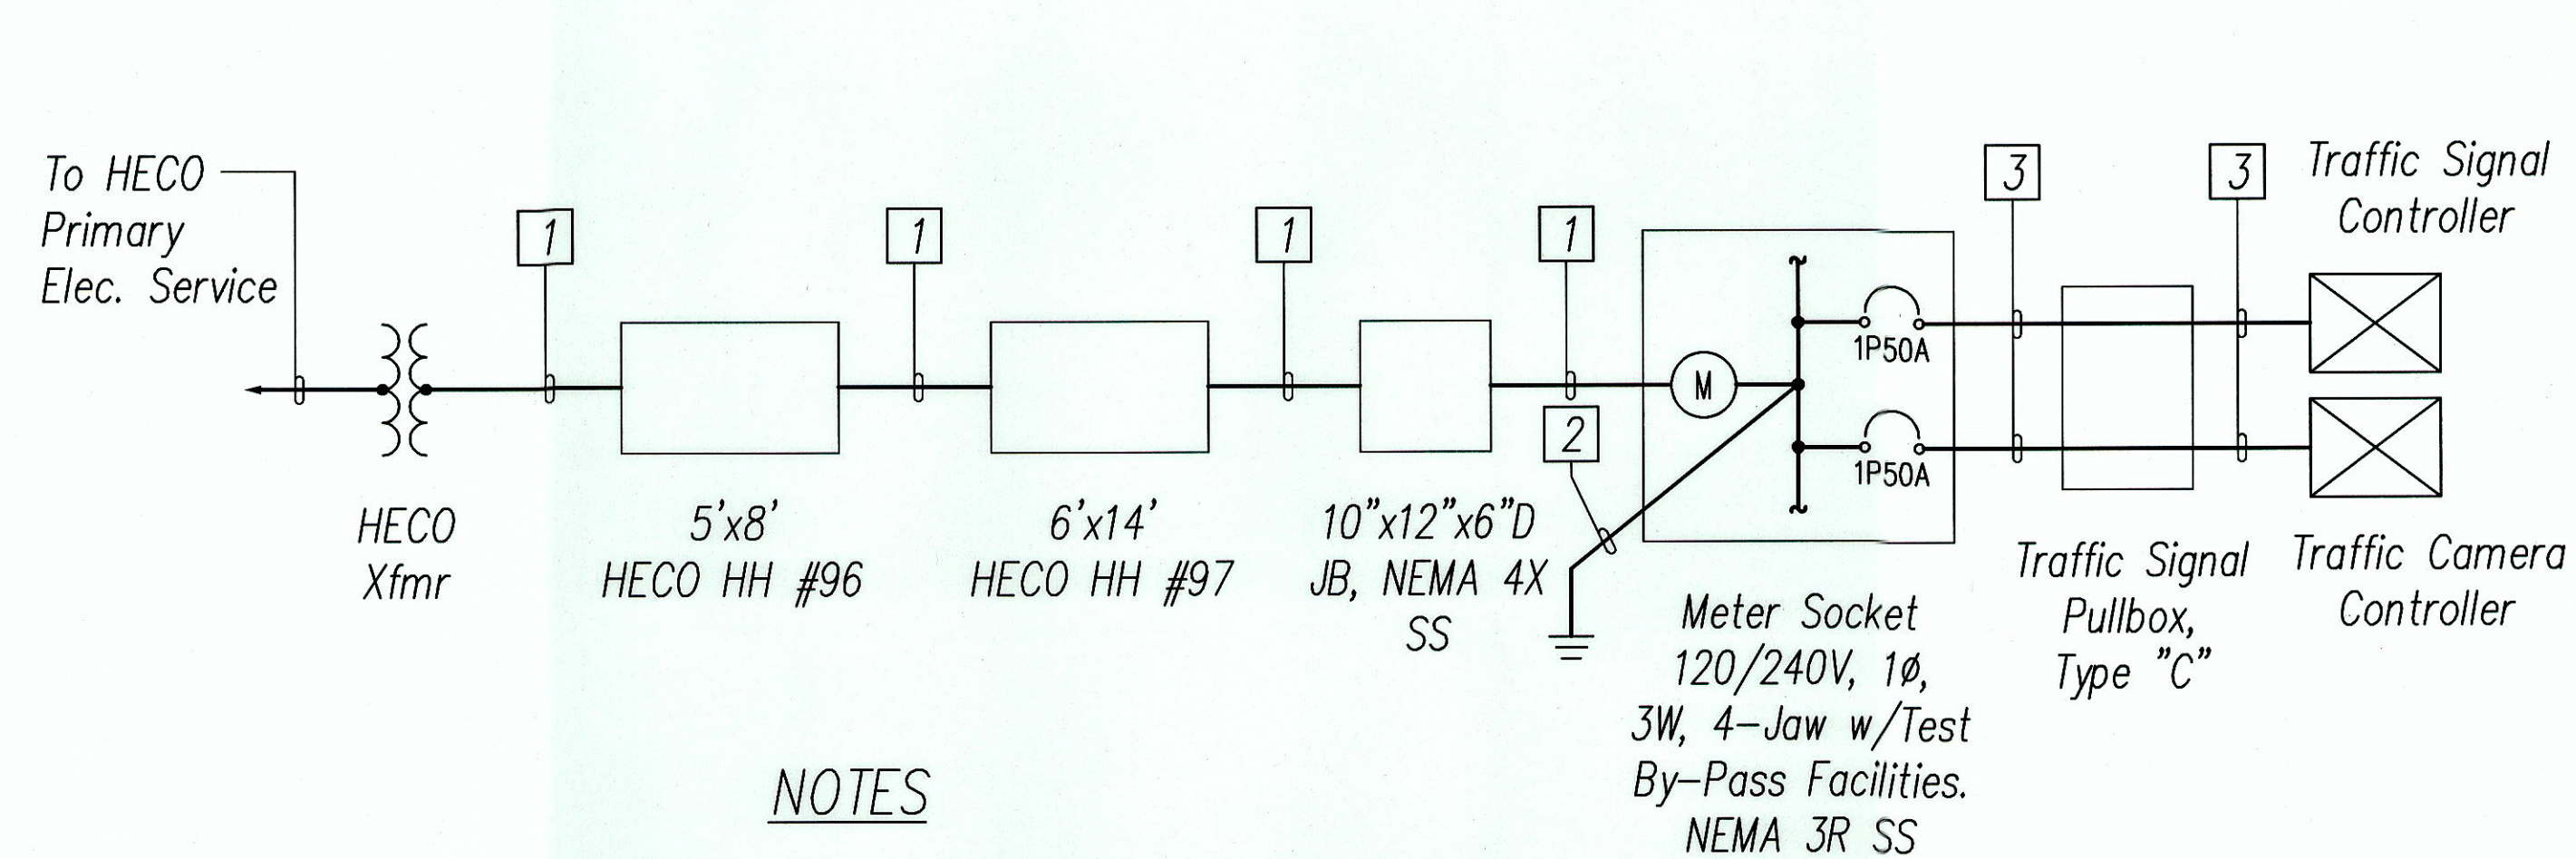 To HECO
Primary
Elec. Service
HECO
Xfmr
1
5'x8'
HECO HH #96
1
6'x14'
HECO HH #97
1
10"x12"x6"D
JB, NEMA 4X
SS
1
2
M
1P50A
1P50A
Meter Socket
120/240V, 1ø,
3W, 4-Jaw w/Test
By-Pass Facilities.
NEMA 3R SS
3
Traffic Signal
Pullbox,
Type "C"
3
Traffic Signal
Controller
Traffic Camera
Controller
NOTES